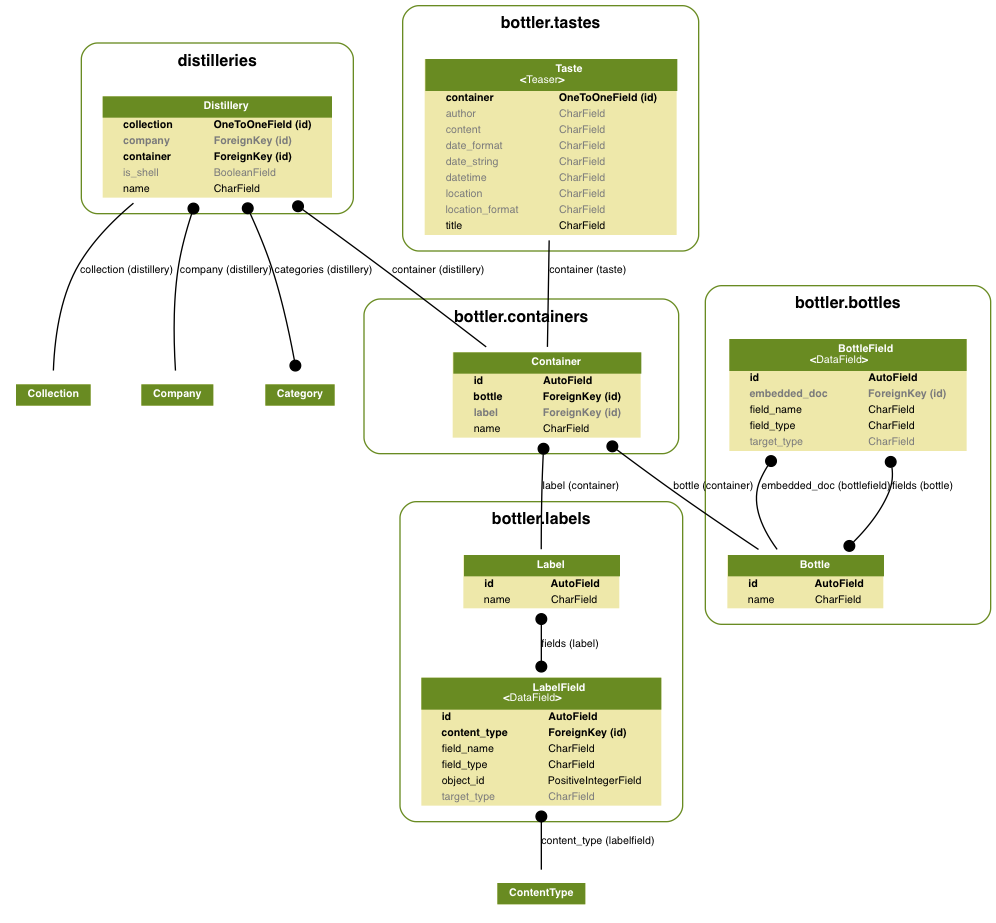 distilleries
Distillery
collection OneToOneField (id)
company ForeignKey (id)
container ForeignKey (id)
is_shell BooleanField
name CharField
bottler.tastes
Taste
<Teaser>
container OneToOneField (id)
author CharField
content CharField
date_format CharField
date_string CharField
datetime CharField
location CharField
location_format CharField
title CharField
collection (distillery)
company (distillery)
categories (distillery)
container (distillery)
container (taste)
Collection
Company
Category
bottler.containers
Container
id AutoField
bottle ForeignKey (id)
label ForeignKey (id)
name CharField
bottler.bottles
BottleField
<DataField>
id AutoField
embedded_doc ForeignKey (id)
field_name CharField
field_type CharField
target_type CharField
label (container)
bottle (container)
embedded_doc (bottlefield)
fields (bottle)
Bottle
id AutoField
name CharField
bottler.labels
Label
id AutoField
name CharField
fields (label)
LabelField
<DataField>
id AutoField
content_type ForeignKey (id)
field_name CharField
field_type CharField
object_id PositiveIntegerField
target_type CharField
content_type (labelfield)
ContentType